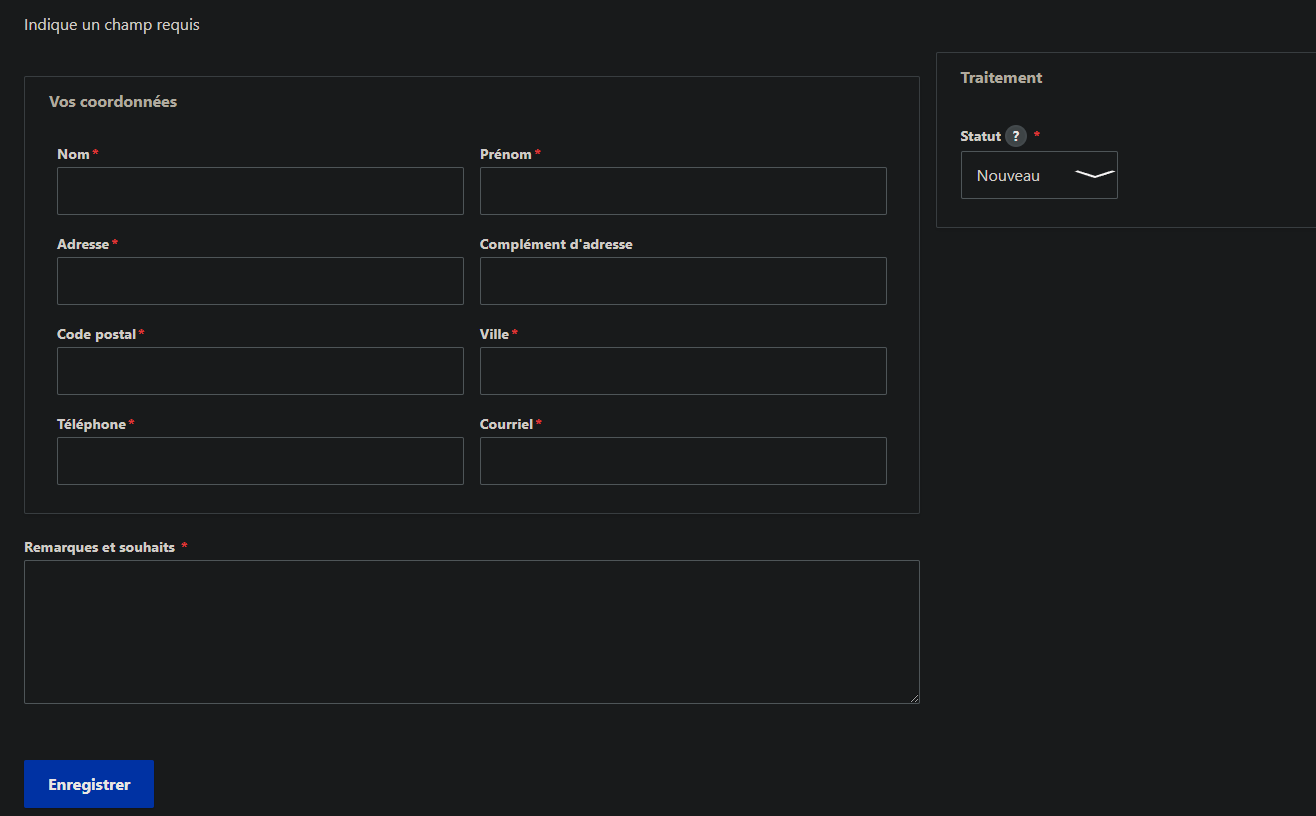 Indique un champ requis
Vos coordonnées
Nom *
Prénom *
Adresse *
Complément d'adresse
Code postal *
Ville *
Téléphone *
Courriel *
Remarques et souhaits *
Enregistrer
Traitement
Statut ? *
Nouveau